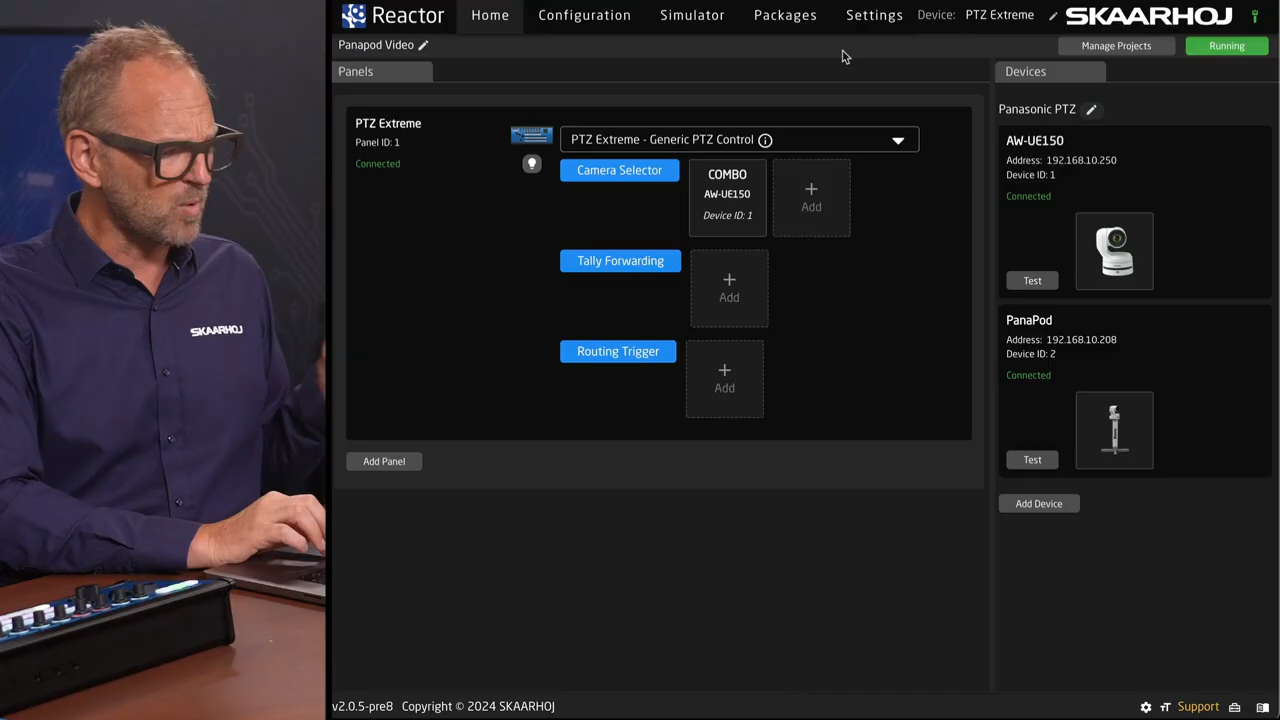 Reactor
Home
Configuration
Simulator
Packages
Settings
Device: PTZ Extreme
SKAARHOJ
Panapod Video
Manage Projects
Running
Panels
Devices
PTZ Extreme
Panel ID: 1
Connected
PTZ Extreme - Generic PTZ Control
Camera Selector
COMBO
AW-UE150
Device ID: 1
+
Add
Tally Forwarding
+
Add
Routing Trigger
+
Add
Add Panel
Panasonic PTZ
AW-UE150
Address: 192.168.10.250
Device ID: 1
Connected
Test
PanaPod
Address: 192.168.10.208
Device ID: 2
Connected
Test
Add Device
SKAARHOJ
v2.0.5-pre8 Copyright © 2024 SKAARHOJ
Support